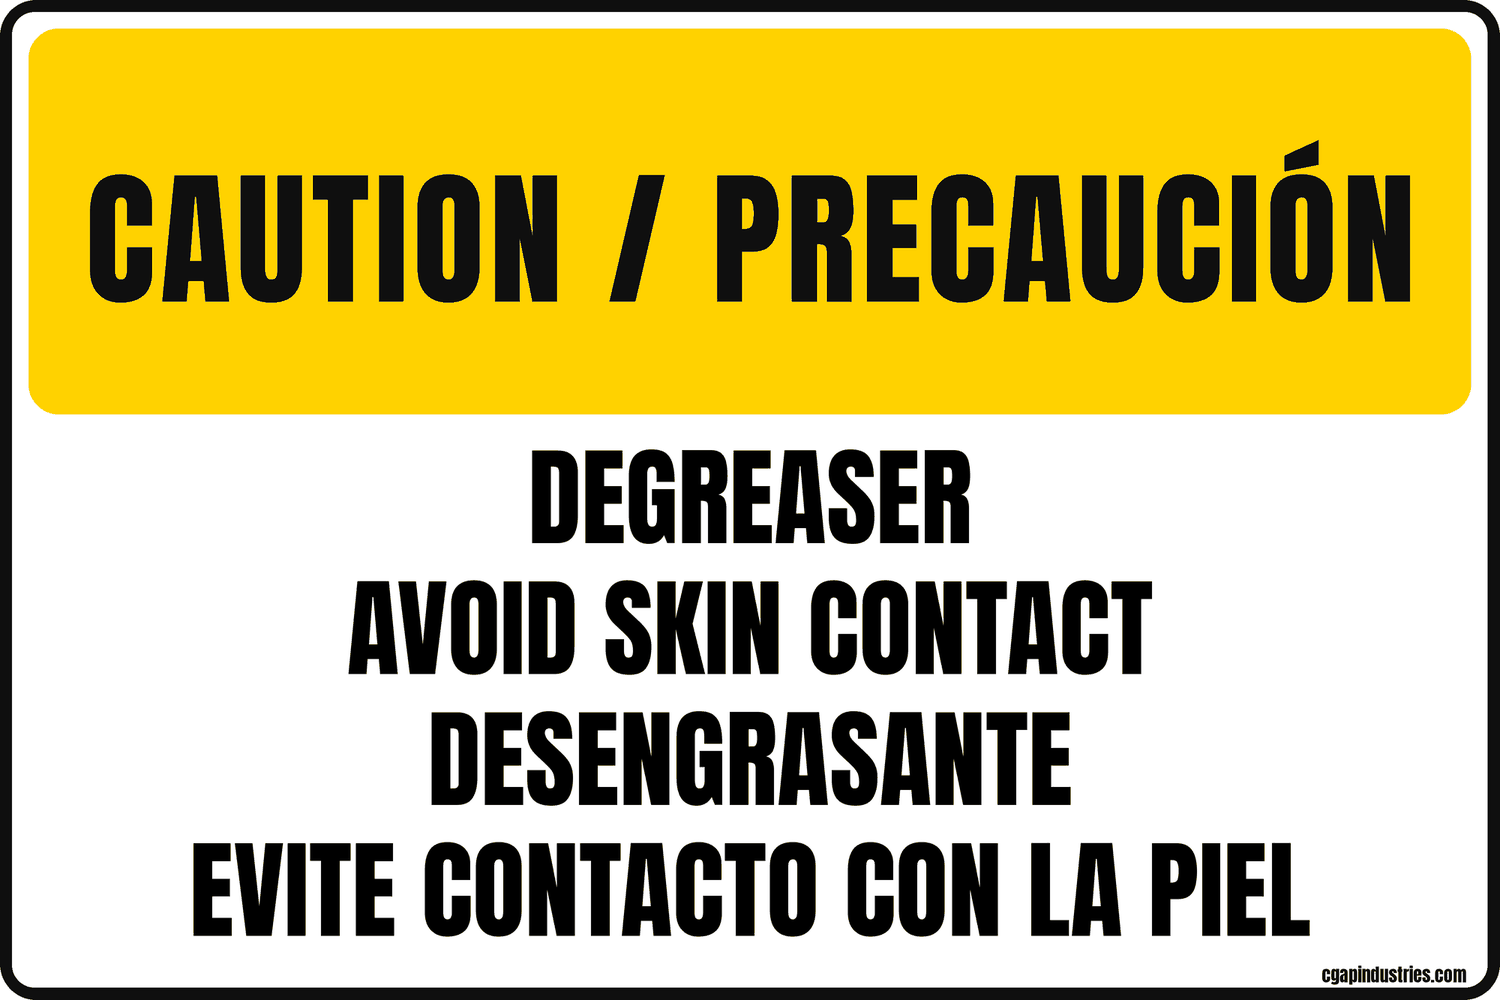 CAUTION / PRECAUCIÓN
DEGREASER
AVOID SKIN CONTACT
DESENGRASANTE
EVITE CONTACTO CON LA PIEL
cgapindustries.com